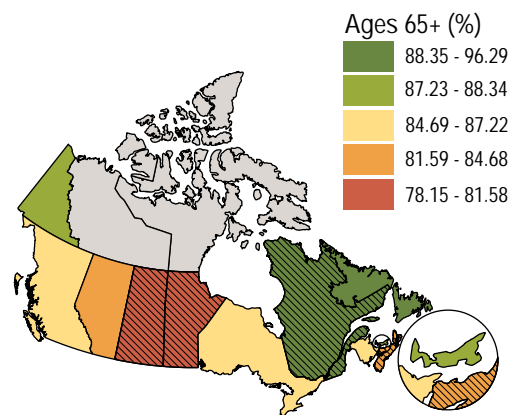 Ages 65+ (%)
88.35 - 96.29
87.23 - 88.34
84.69 - 87.22
81.59 - 84.68
78.15 - 81.58